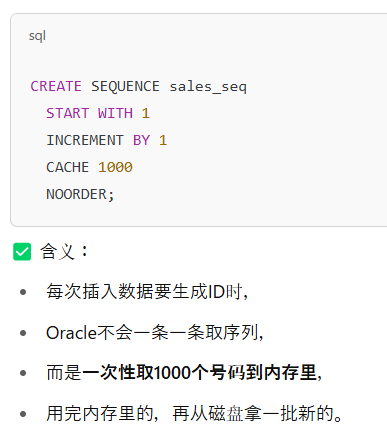 sql
CREATE SEQUENCE sales_seq
START WITH 1
INCREMENT BY 1
CACHE 1000
NOORDER;
✅ 含义：
• 每次插入数据要生成ID时，
• Oracle不会一条一条取序列，
• 而是一次性取1000个号码到内存里，
• 用完内存里的，再从磁盘拿一批新的。